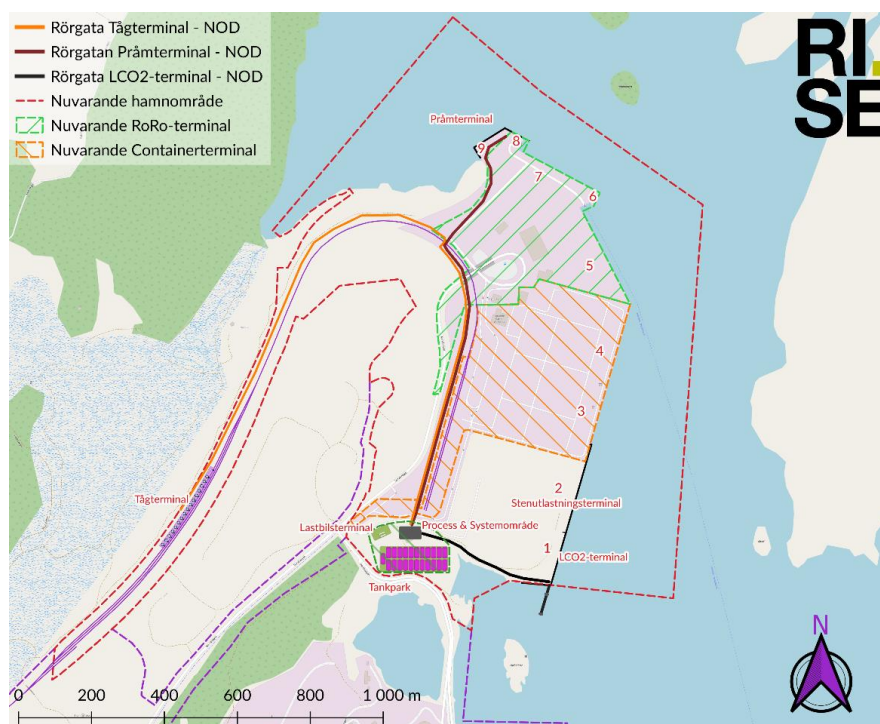 Rörgata Tågterminal - NOD
Rörgatan Pråmterminal - NOD
Rörgata LCO2-terminal - NOD
Nuvarande hamnområde
Nuvarande RoRo-terminal
Nuvarande Containerterminal
RI.
SE
Pråmterminal
9
8
7
6
5
4
3
2
Stenutlastningsterminal
Tågterminal
Lastbilsterminal
Process & Systemområde
1
LCO2-terminal
Tankpark
N
0 200 400 600 800 1 000 m